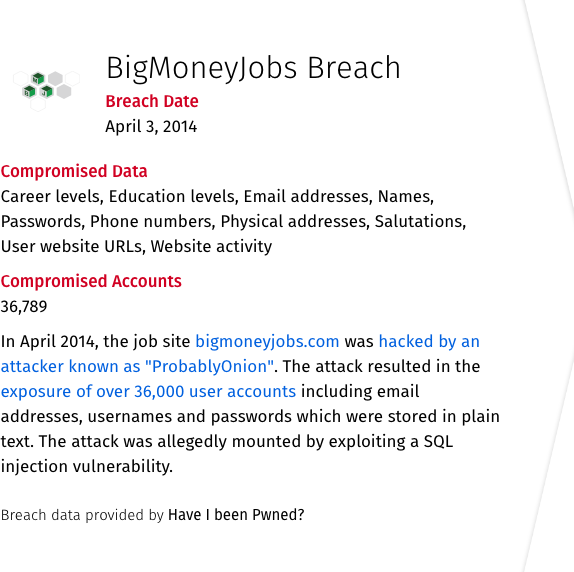 BigMoneyJobs Breach
Breach Date
April 3, 2014
Compromised Data
Career levels, Education levels, Email addresses, Names,
Passwords, Phone numbers, Physical addresses, Salutations,
User website URLs, Website activity
Compromised Accounts
36,789
In April 2014, the job site bigmoneyjobs.com was hacked by an
attacker known as "ProbablyOnion". The attack resulted in the
exposure of over 36,000 user accounts including email
addresses, usernames and passwords which were stored in plain
text. The attack was allegedly mounted by exploiting a SQL
injection vulnerability.
Breach data provided by Have I been Pwned?